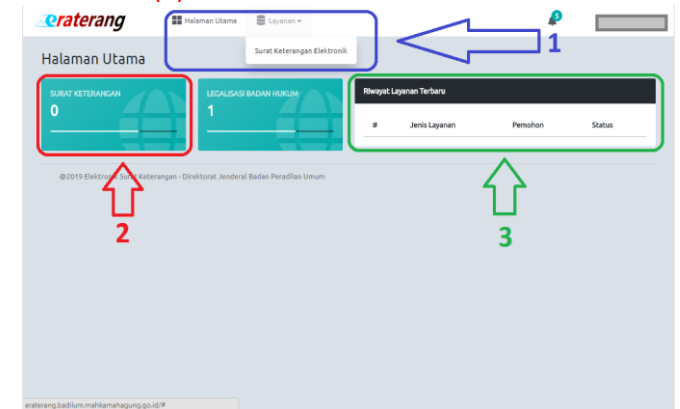 eraterang
Halaman Utama
Layanan
3
Surat Keterangan Elektronik
1
Halaman Utama
SURAT KETERANGAN
0
LEGALISASI BADAN HUKUM
1
Riwayat Layanan Terbaru
# Jenis Layanan Pemohon Status
@2019 Elektronik Surat Keterangan - Direktorat Jenderal Badan Peradilan Umum
2
3
eraterang.badilum.mahkamahagung.go.id/#